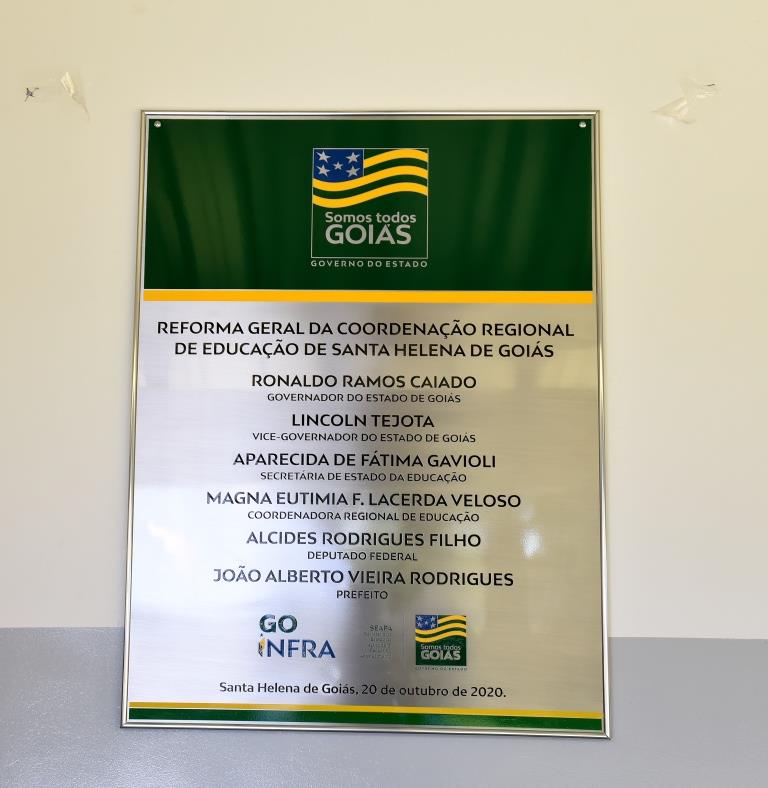 Somos todos
GOIÁS
GOVERNO DO ESTADO
REFORMA GERAL DA COORDENAÇÃO REGIONAL
DE EDUCAÇÃO DE SANTA HELENA DE GOIÁS
RONALDO RAMOS CAIADO
GOVERNADOR DO ESTADO DE GOIÁS
LINCOLN TEJOTA
VICE-GOVERNADOR DO ESTADO DE GOIÁS
APARECIDA DE FÁTIMA GAVIOLI
SECRETÁRIA DE ESTADO DA EDUCAÇÃO
MAGNA EUTIMIA F. LACERDA VELOSO
COORDENADORA REGIONAL DE EDUCAÇÃO
ALCIDES RODRIGUES FILHO
DEPUTADO FEDERAL
JOÃO ALBERTO VIEIRA RODRIGUES
PREFEITO
GO
INFRA
SEAPA
Somos todos
GOIÁS
GOVERNO DO ESTADO
Santa Helena de Goiás, 20 de outubro de 2020.